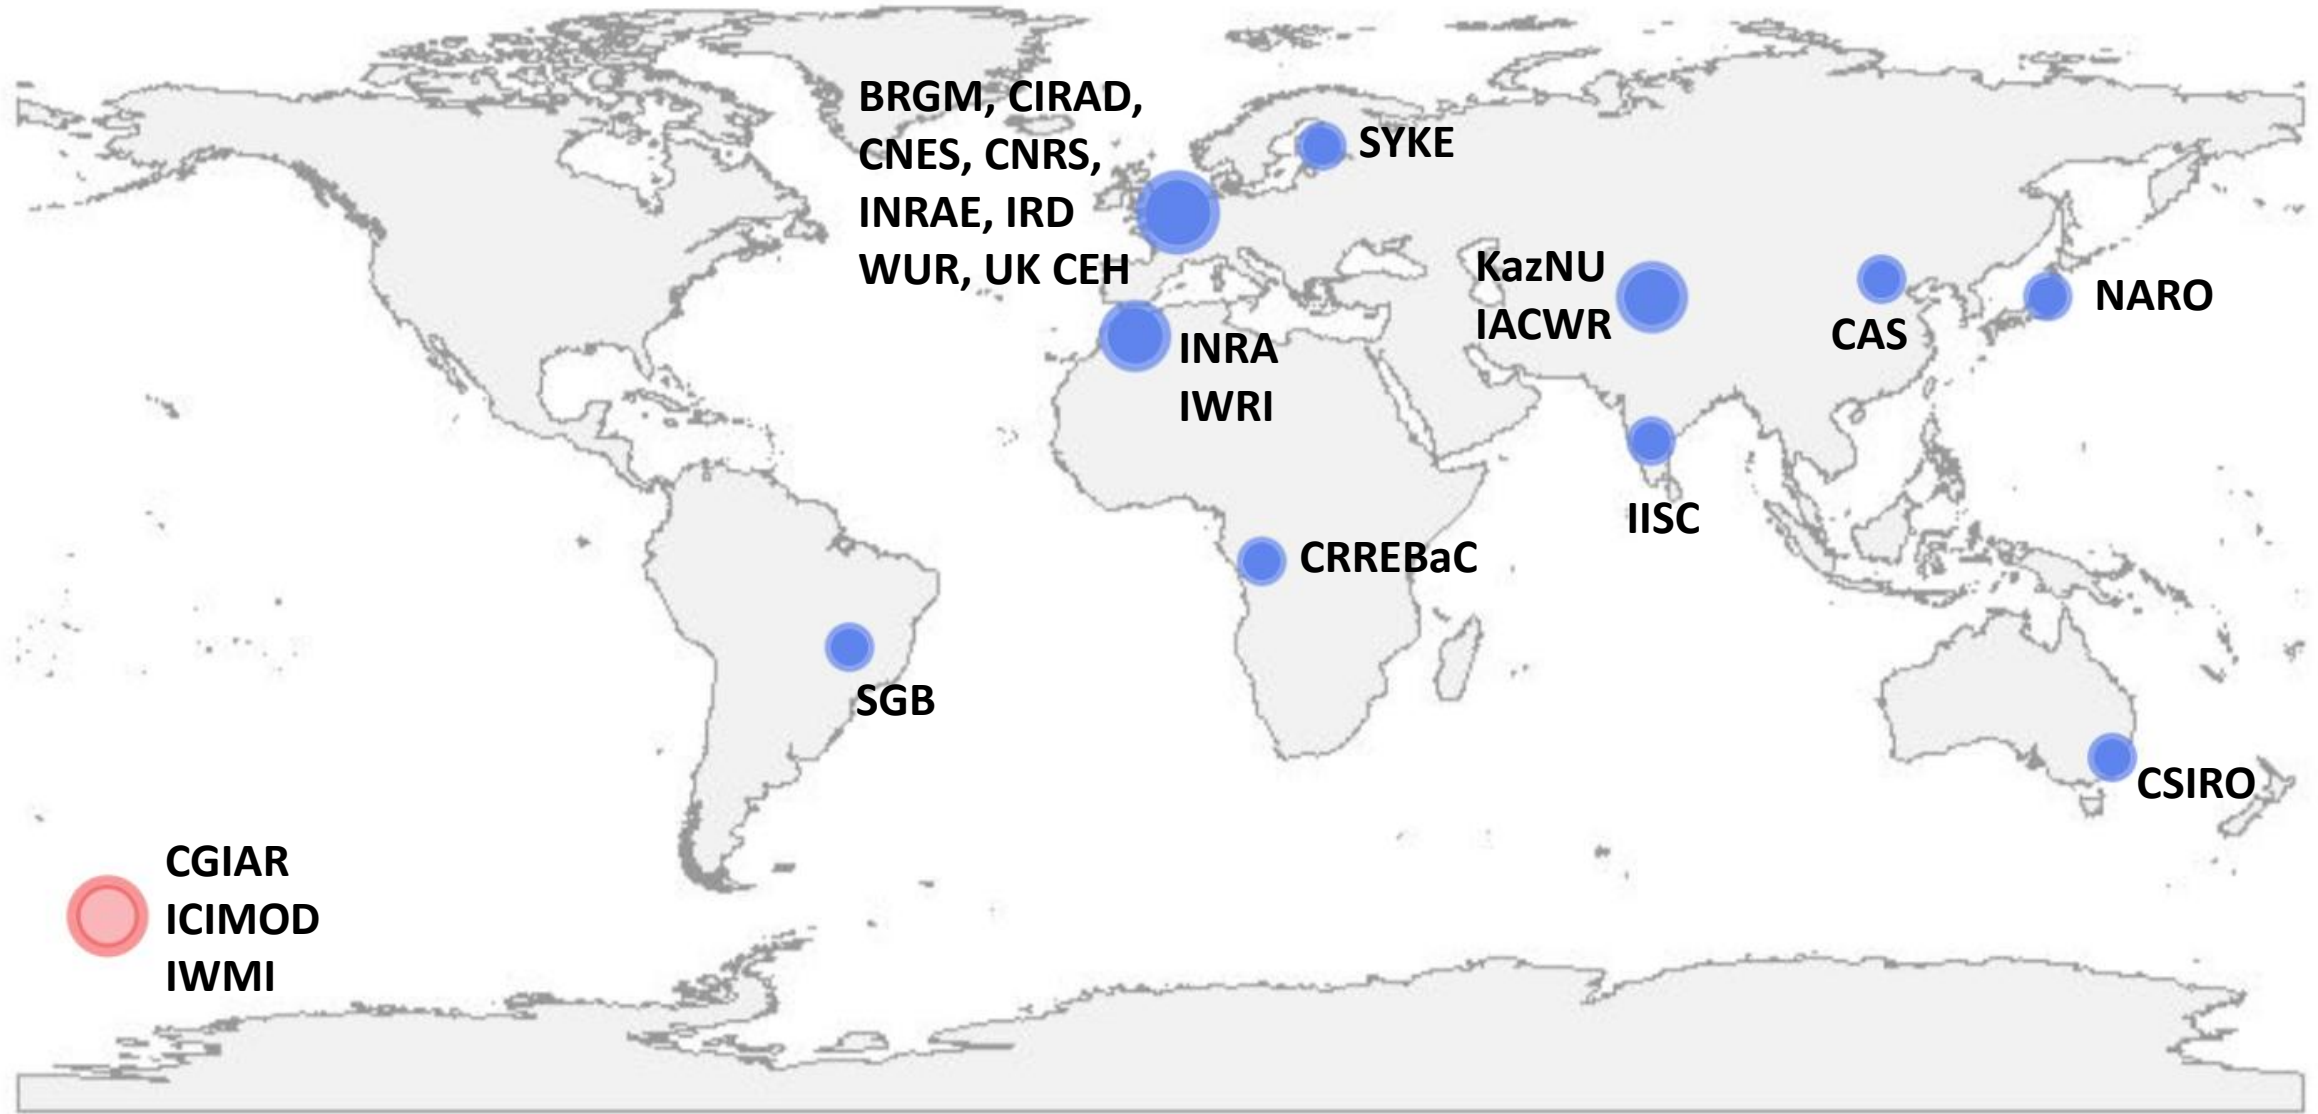 BRGM, CIRAD,
CNES, CNRS,
INRAE, IRD
WUR, UK CEH
SYKE
KazNU
IACWR
CAS
NARO
INRA
IWRI
IISC
CRREBaC
SGB
CSIRO
CGIAR
ICIMOD
IWMI